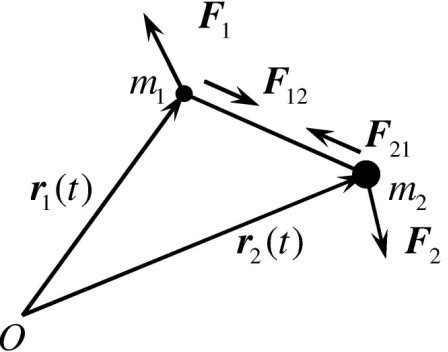 F₁
m₁
F₁₂
F₂₁
r₁(t)
m₂
r₂(t)
F₂
O